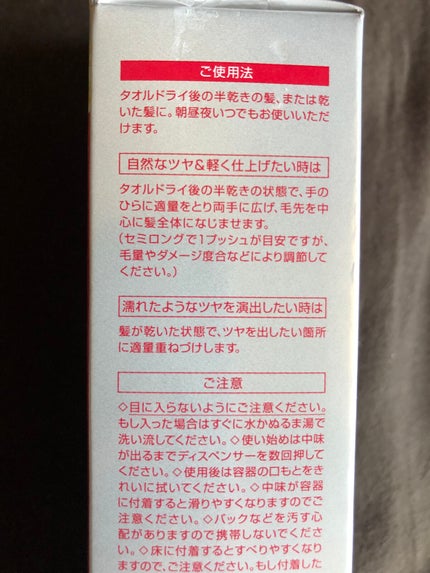 ご使用法
タオルドライ後の半乾きの髪、または乾
いた髪に。朝昼夜いつでもお使いいただ
けます。
自然なツヤ&軽く仕上げたい時は
タオルドライ後の半乾きの状態で、手の
ひらに適量をとり両手に広げ、毛先を中
心に髪全体になじませます。
(セミロングで1プッシュが目安ですが、
毛量やダメージ度合などにより調節して
ください。)
濡れたようなツヤを演出したい時は
髪が乾いた状態で、ツヤを出したい箇所
に適量重ねづけします。
ご注意
◇目に入らないようにご注意ください。
もし入った場合はすぐに水かぬるま湯で
洗い流してください。◇使い始めは中味
が出るまでディスペンサーを数回押して
ください。◇使用後は容器の口もとをき
れいに拭いてください。◇中味が容器
に付着すると滑りやすくなりますのでご
注意ください。◇バックなどを汚す心
配がありますので携帯しないでくださ
い。◇床に付着するとすべりやすくなり
ますので、ご注意ください。もし付着した